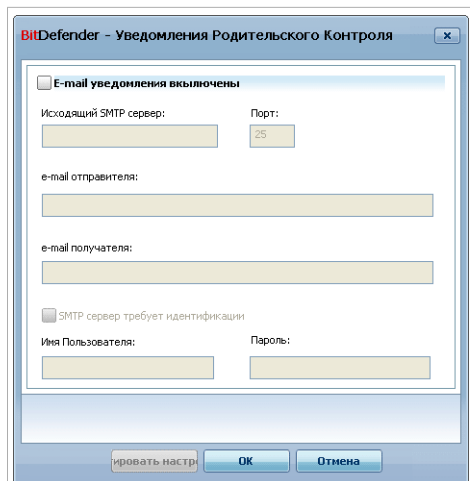 BitDefender - Уведомления Родительского Контроля
E-mail уведомления вкылючены
Исходящий SMTP сервер: Порт:
25
e-mail отправителя:
e-mail получателя:
SMTP сервер требует идентификации
Имя Пользователя: Пароль:
ировать настр OK Отмена